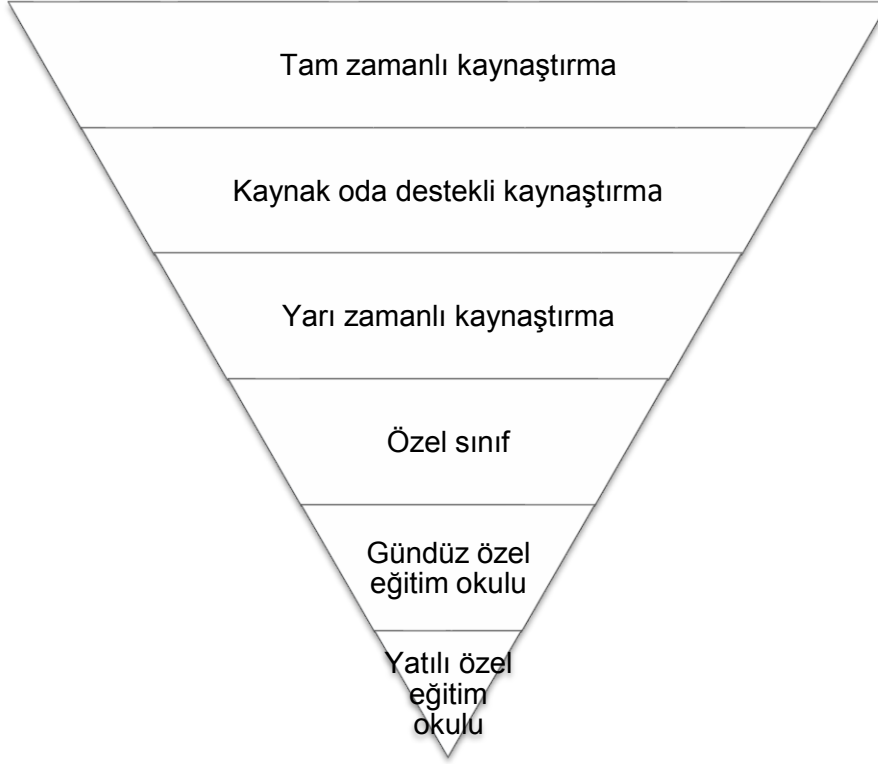 Tam zamanlı kaynaştırma
Kaynak oda destekli kaynaştırma
Yarı zamanlı kaynaştırma
Özel sınıf
Gündüz özel
eğitim okulu
Yatılı özel
eğitim
okulu